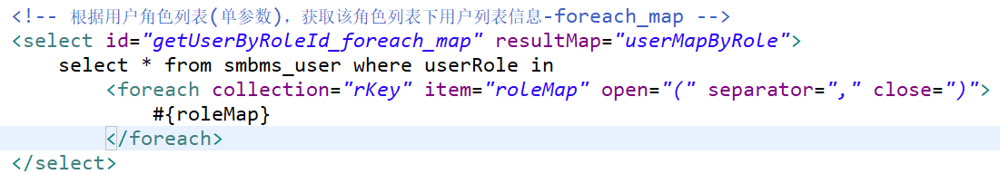 <!-- 根据用户角色列表(单参数)，获取该角色列表下用户列表信息-foreach_map -->
<select id="getUserByRoleId_foreach_map" resultMap="userMapByRole">
select * from smbms_user where userRole in
<foreach collection="rKey" item="roleMap" open="(" separator="," close=")">
#{roleMap}
</foreach>
</select>